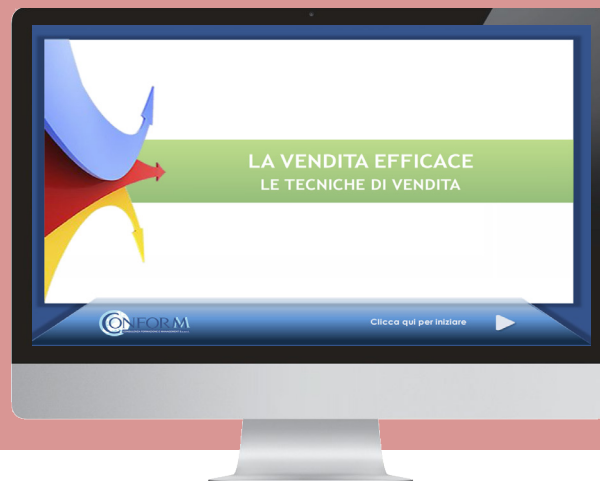 LA VENDITA EFFICACE
LE TECNICHE DI VENDITA
CONFORM
Clicca qui per iniziare